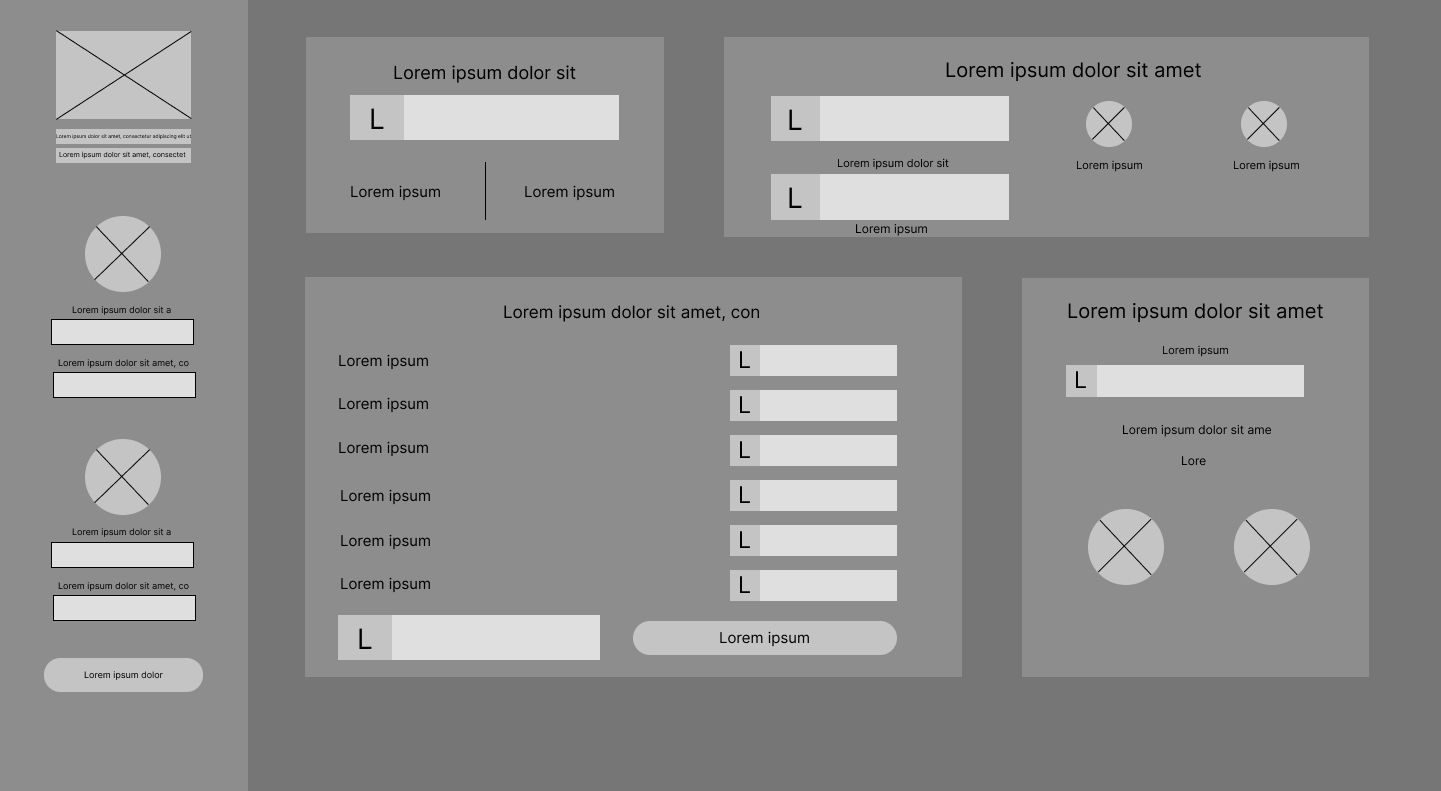 Lorem ipsum dolor sit amet, consectetur adipiscing elit ut
Lorem ipsum dolor sit amet, consectet
Lorem ipsum dolor sit a
Lorem ipsum dolor sit amet, co
Lorem ipsum dolor sit a
Lorem ipsum dolor sit amet, co
Lorem ipsum dolor
Lorem ipsum dolor sit
L
Lorem ipsum
Lorem ipsum
Lorem ipsum dolor sit amet
L
Lorem ipsum dolor sit
L
Lorem ipsum
Lorem ipsum
Lorem ipsum
Lorem ipsum dolor sit amet, con
Lorem ipsum
L
Lorem ipsum
L
Lorem ipsum
L
Lorem ipsum
L
Lorem ipsum
L
Lorem ipsum
L
L
Lorem ipsum
Lorem ipsum dolor sit amet
Lorem ipsum
L
Lorem ipsum dolor sit ame
Lore